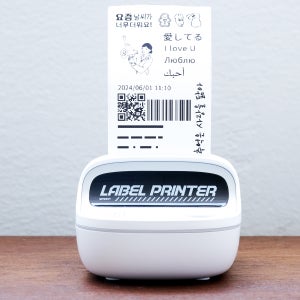 요즘 날씨가
너무더워요!
愛してる
I love U
Люблю
أحبك
2024/06/01 11:10
LABEL PRINTER